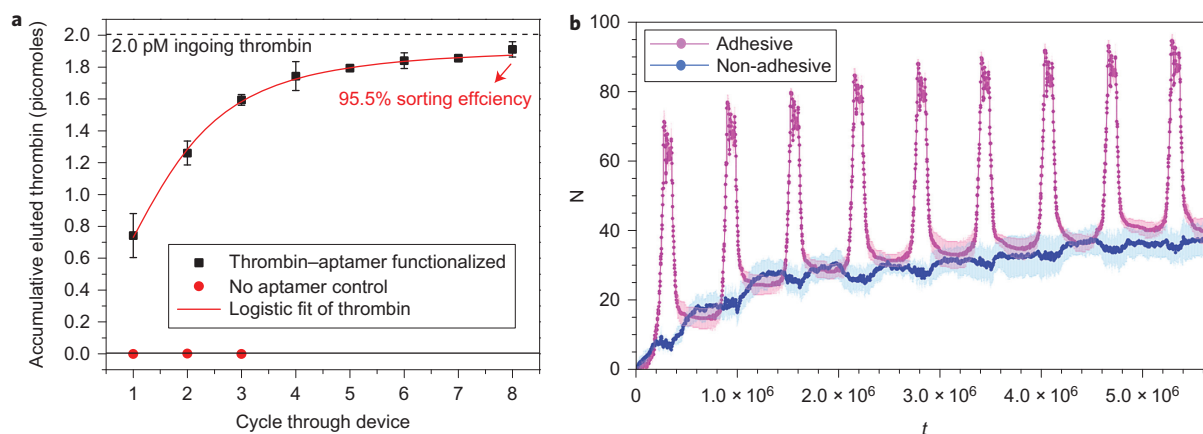 a
2.0 pM ingoing thrombin
95.5% sorting effciency
Thrombin–aptamer functionalized
No aptamer control
Logistic fit of thrombin
Accumulative eluted thrombin (picomoles)
2.0
1.8
1.6
1.4
1.2
1.0
0.8
0.6
0.4
0.2
0.0
1 2 3 4 5 6 7 8
Cycle through device
b
Adhesive
Non-adhesive
N
100
80
60
40
20
0
0 1.0 × 10⁶ 2.0 × 10⁶ 3.0 × 10⁶ 4.0 × 10⁶ 5.0 × 10⁶
t